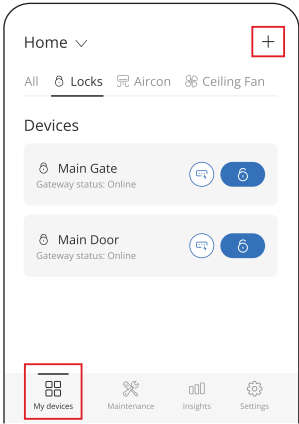 Home
All Locks Aircon Ceiling Fan
Devices
Main Gate
Gateway status: Online
Main Door
Gateway status: Online
My devices Maintenance Insights Settings